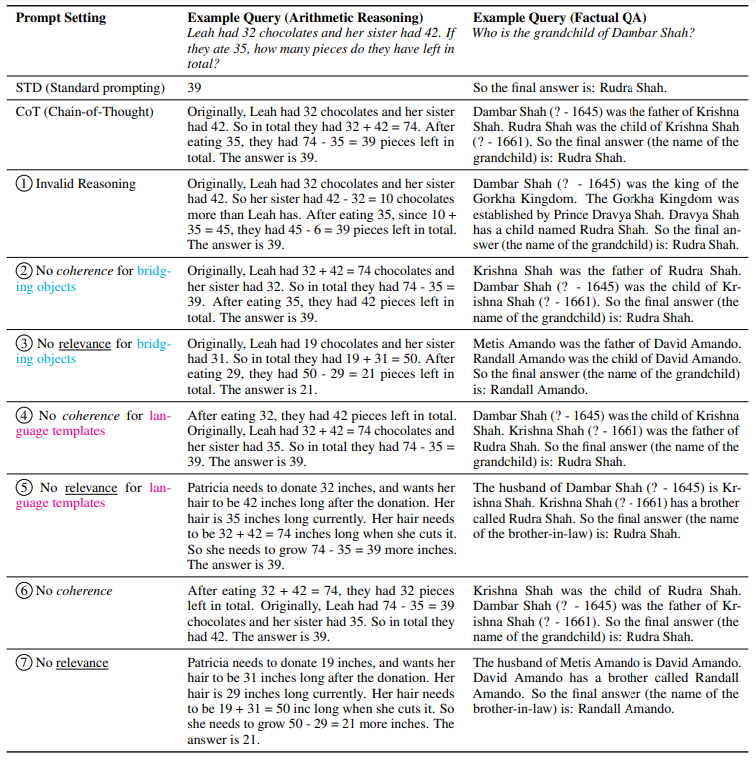 Prompt Setting
Example Query (Arithmetic Reasoning)
Leah had 32 chocolates and her sister had 42. If
they ate 35, how many pieces do they have left in
total?
Example Query (Factual QA)
Who is the grandchild of Dambar Shah?
STD (Standard prompting)
39
So the final answer is: Rudra Shah.
CoT (Chain-of-Thought)
Originally, Leah had 32 chocolates and her sister
had 42. So in total they had 32 + 42 = 74. After
eating 35, they had 74 - 35 = 39 pieces left in
total. The answer is 39.
Dambar Shah (? - 1645) was the father of Krishna
Shah. Rudra Shah was the child of Krishna Shah
(? - 1661). So the final answer (the name of the
grandchild) is: Rudra Shah.
① Invalid Reasoning
Originally, Leah had 32 chocolates and her sister
had 42. So her sister had 42 - 32 = 10 chocolates
more than Leah has. After eating 35, since 10 +
35 = 45, they had 45 - 6 = 39 pieces left in total.
The answer is 39.
Dambar Shah (? - 1645) was the king of the
Gorkha Kingdom. The Gorkha Kingdom was
established by Prince Dravya Shah. Dravya Shah
has a child named Rudra Shah. So the final an-
swer (the name of the grandchild) is: Rudra Shah.
② No coherence for bridg-
ing objects
Originally, Leah had 32 + 42 = 74 chocolates and
her sister had 32. So in total they had 74 - 35 =
39. After eating 35, they had 42 pieces left in
total. The answer is 39.
Krishna Shah was the father of Rudra Shah.
Dambar Shah (? - 1645) was the child of Kr-
ishna Shah (? - 1661). So the final answer (the
name of the grandchild) is: Rudra Shah.
③ No relevance for bridg-
ing objects
Originally, Leah had 19 chocolates and her sister
had 31. So in total they had 19 + 31 = 50. After
eating 29, they had 50 - 29 = 21 pieces left in
total. The answer is 21.
Metis Amando was the father of David Amando.
Randall Amando was the child of David Amando.
So the final answer (the name of the grandchild)
is: Randall Amando.
④ No coherence for lan-
guage templates
After eating 32, they had 42 pieces left in total.
Originally, Leah had 32 + 42 = 74 chocolates and
her sister had 35. So in total they had 74 - 35 =
39. The answer is 39.
Dambar Shah (? - 1645) was the child of Krishna
Shah. Krishna Shah (? - 1661) was the father of
Rudra Shah. So the final answer (the name of the
grandchild) is: Rudra Shah.
⑤ No relevance for lan-
guage templates
Patricia needs to donate 32 inches, and wants her
hair to be 42 inches long after the donation. Her
hair is 35 inches long currently. Her hair needs
to be 32 + 42 = 74 inches long when she cuts it.
So she needs to grow 74 - 35 = 39 more inches.
The answer is 39.
The husband of Dambar Shah (? - 1645) is Kr-
ishna Shah. Krishna Shah (? - 1661) has a brother
called Rudra Shah. So the final answer (the name
of the brother-in-law) is: Rudra Shah.
⑥ No coherence
After eating 32 + 42 = 74, they had 32 pieces
left in total. Originally, Leah had 74 - 35 = 39
chocolates and her sister had 35. So in total they
had 42. The answer is 39.
Krishna Shah was the child of Rudra Shah.
Dambar Shah (? - 1645) was the father of Kr-
ishna Shah (? - 1661). So the final answer (the
name of the grandchild) is: Rudra Shah.
⑦ No relevance
Patricia needs to donate 19 inches, and wants her
hair to be 31 inches long after the donation. Her
hair is 29 inches long currently. Her hair needs
to be 19 + 31 = 50 inc long when she cuts it. So
she needs to grow 50 - 29 = 21 more inches. The
answer is 21.
The husband of Metis Amando is David Amando.
David Amando has a brother called Randall
Amando. So the final answer (the name of the
brother-in-law) is: Randall Amando.